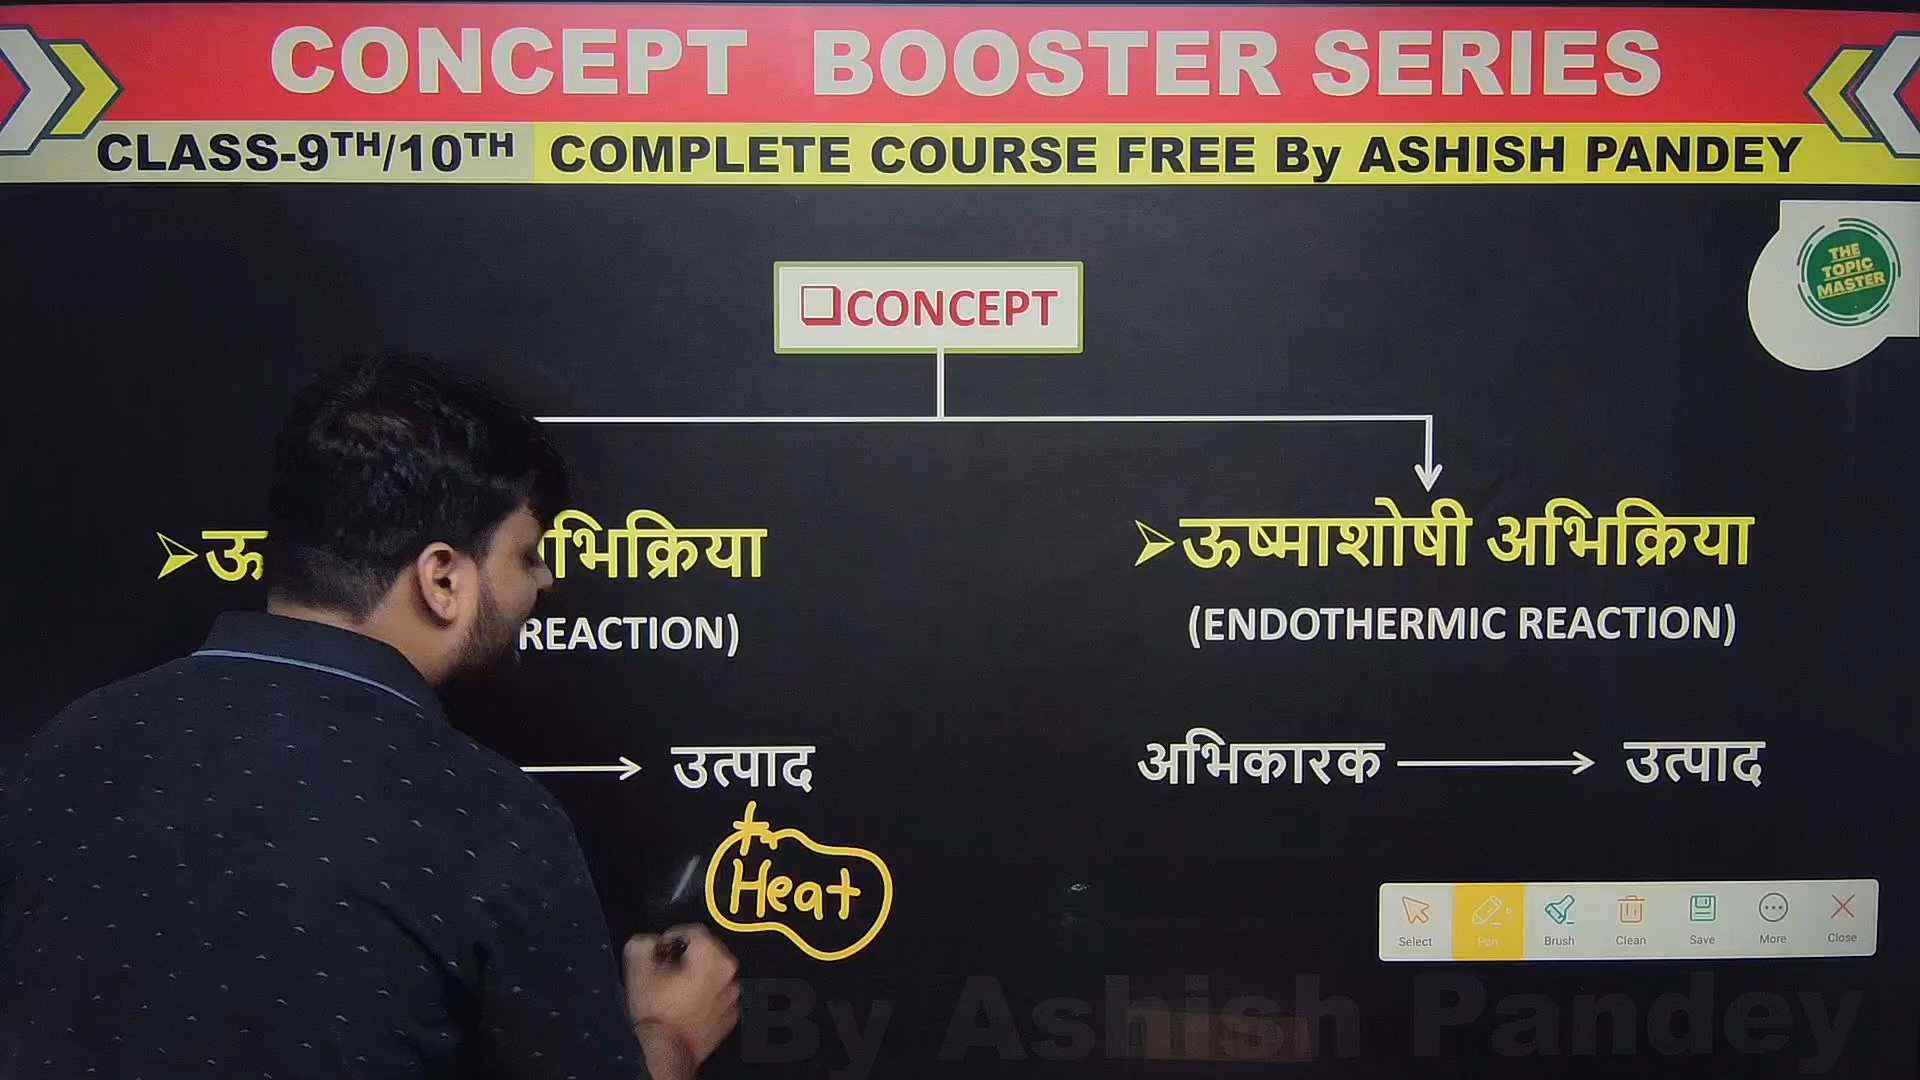 CONCEPT BOOSTER SERIES
CLASS-9TH/10TH COMPLETE COURSE FREE By ASHISH PANDEY
THE
TOPIC
MASTER
❑CONCEPT
➢ऊ भिक्रिया
REACTION)
➢ऊष्माशोषी अभिक्रिया
(ENDOTHERMIC REACTION)
→ उत्पाद
+
Heat
अभिकारक → उत्पाद
Select Pen Brush Clean Save More Close
By Ashish Pandey